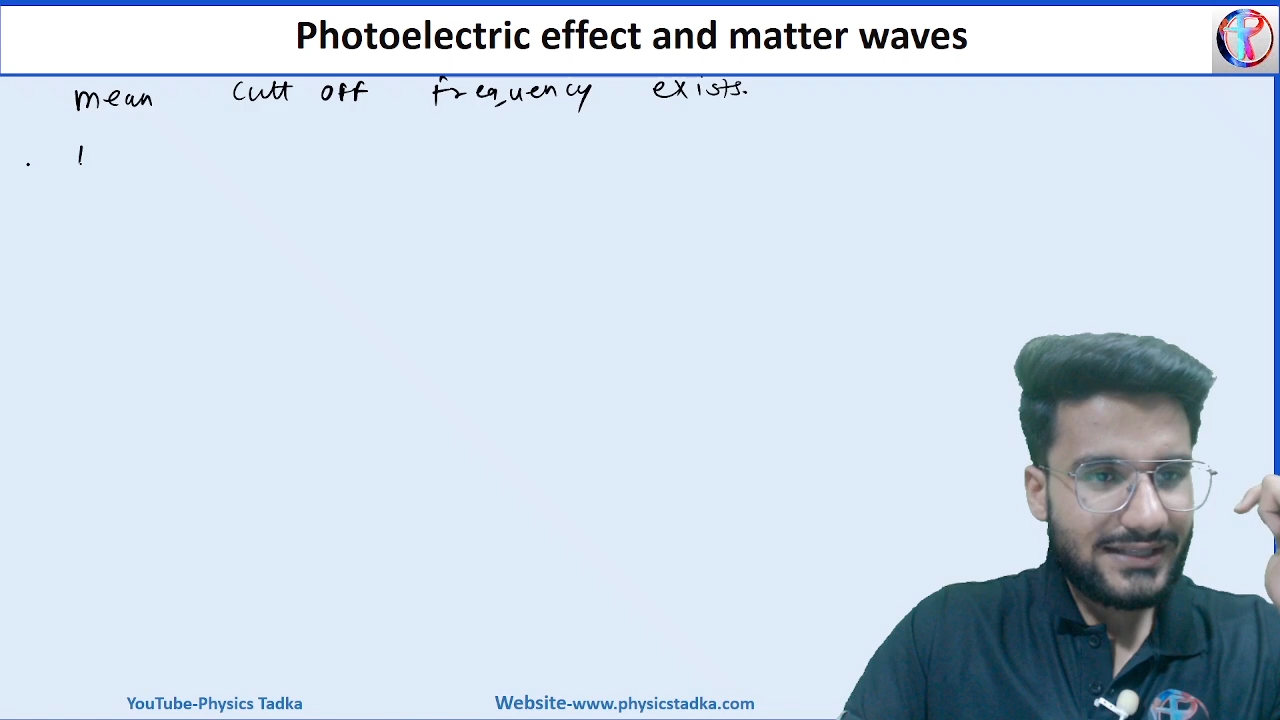 Photoelectric effect and matter waves
mean cutt off frequency exists.
YouTube-Physics Tadka
Website-www.physicstadka.com